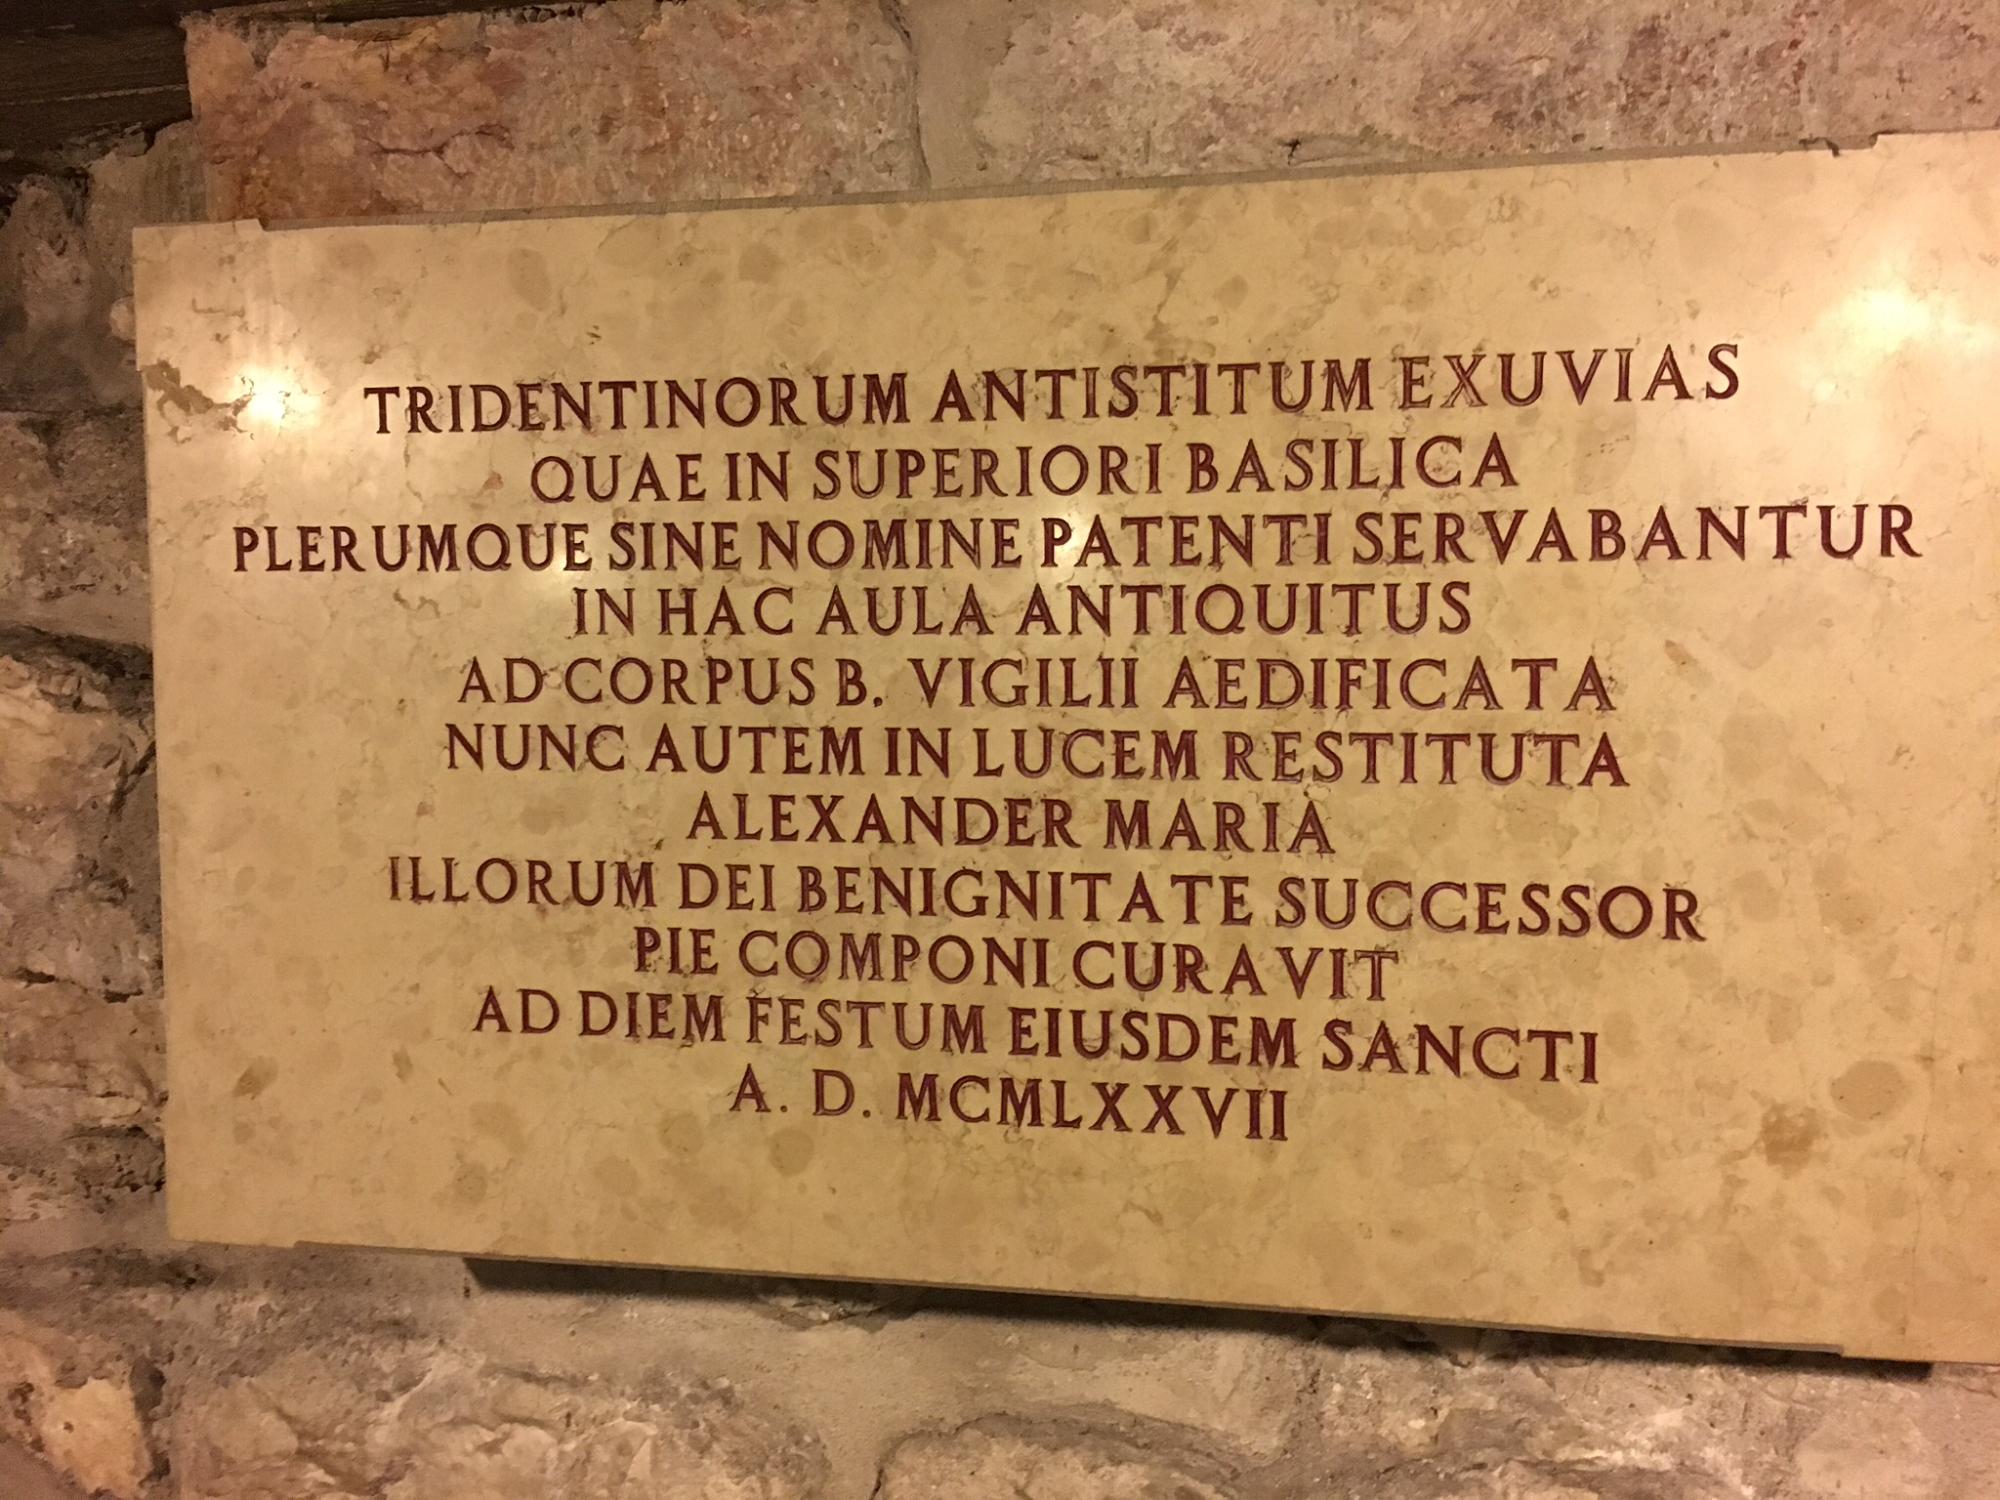 TRIDENTINORUM ANTISTITUM EXUVIAS
QUAE IN SUPERIORI BASILICA
PLERUMQUE SINE NOMINE PATENTI SERVABANTUR
IN HAC AULA ANTIQUITUS
AD CORPUS B. VIGILII AEDIFICATA
NUNC AUTEM IN LUCEM RESTITUTA
ALEXANDER MARIA
ILLORUM DEI BENIGNITATE SUCCESSOR
PIE COMPONI CURAVIT
AD DIEM FESTUM EIUSDEM SANCTI
A. D. MCMLXXVII